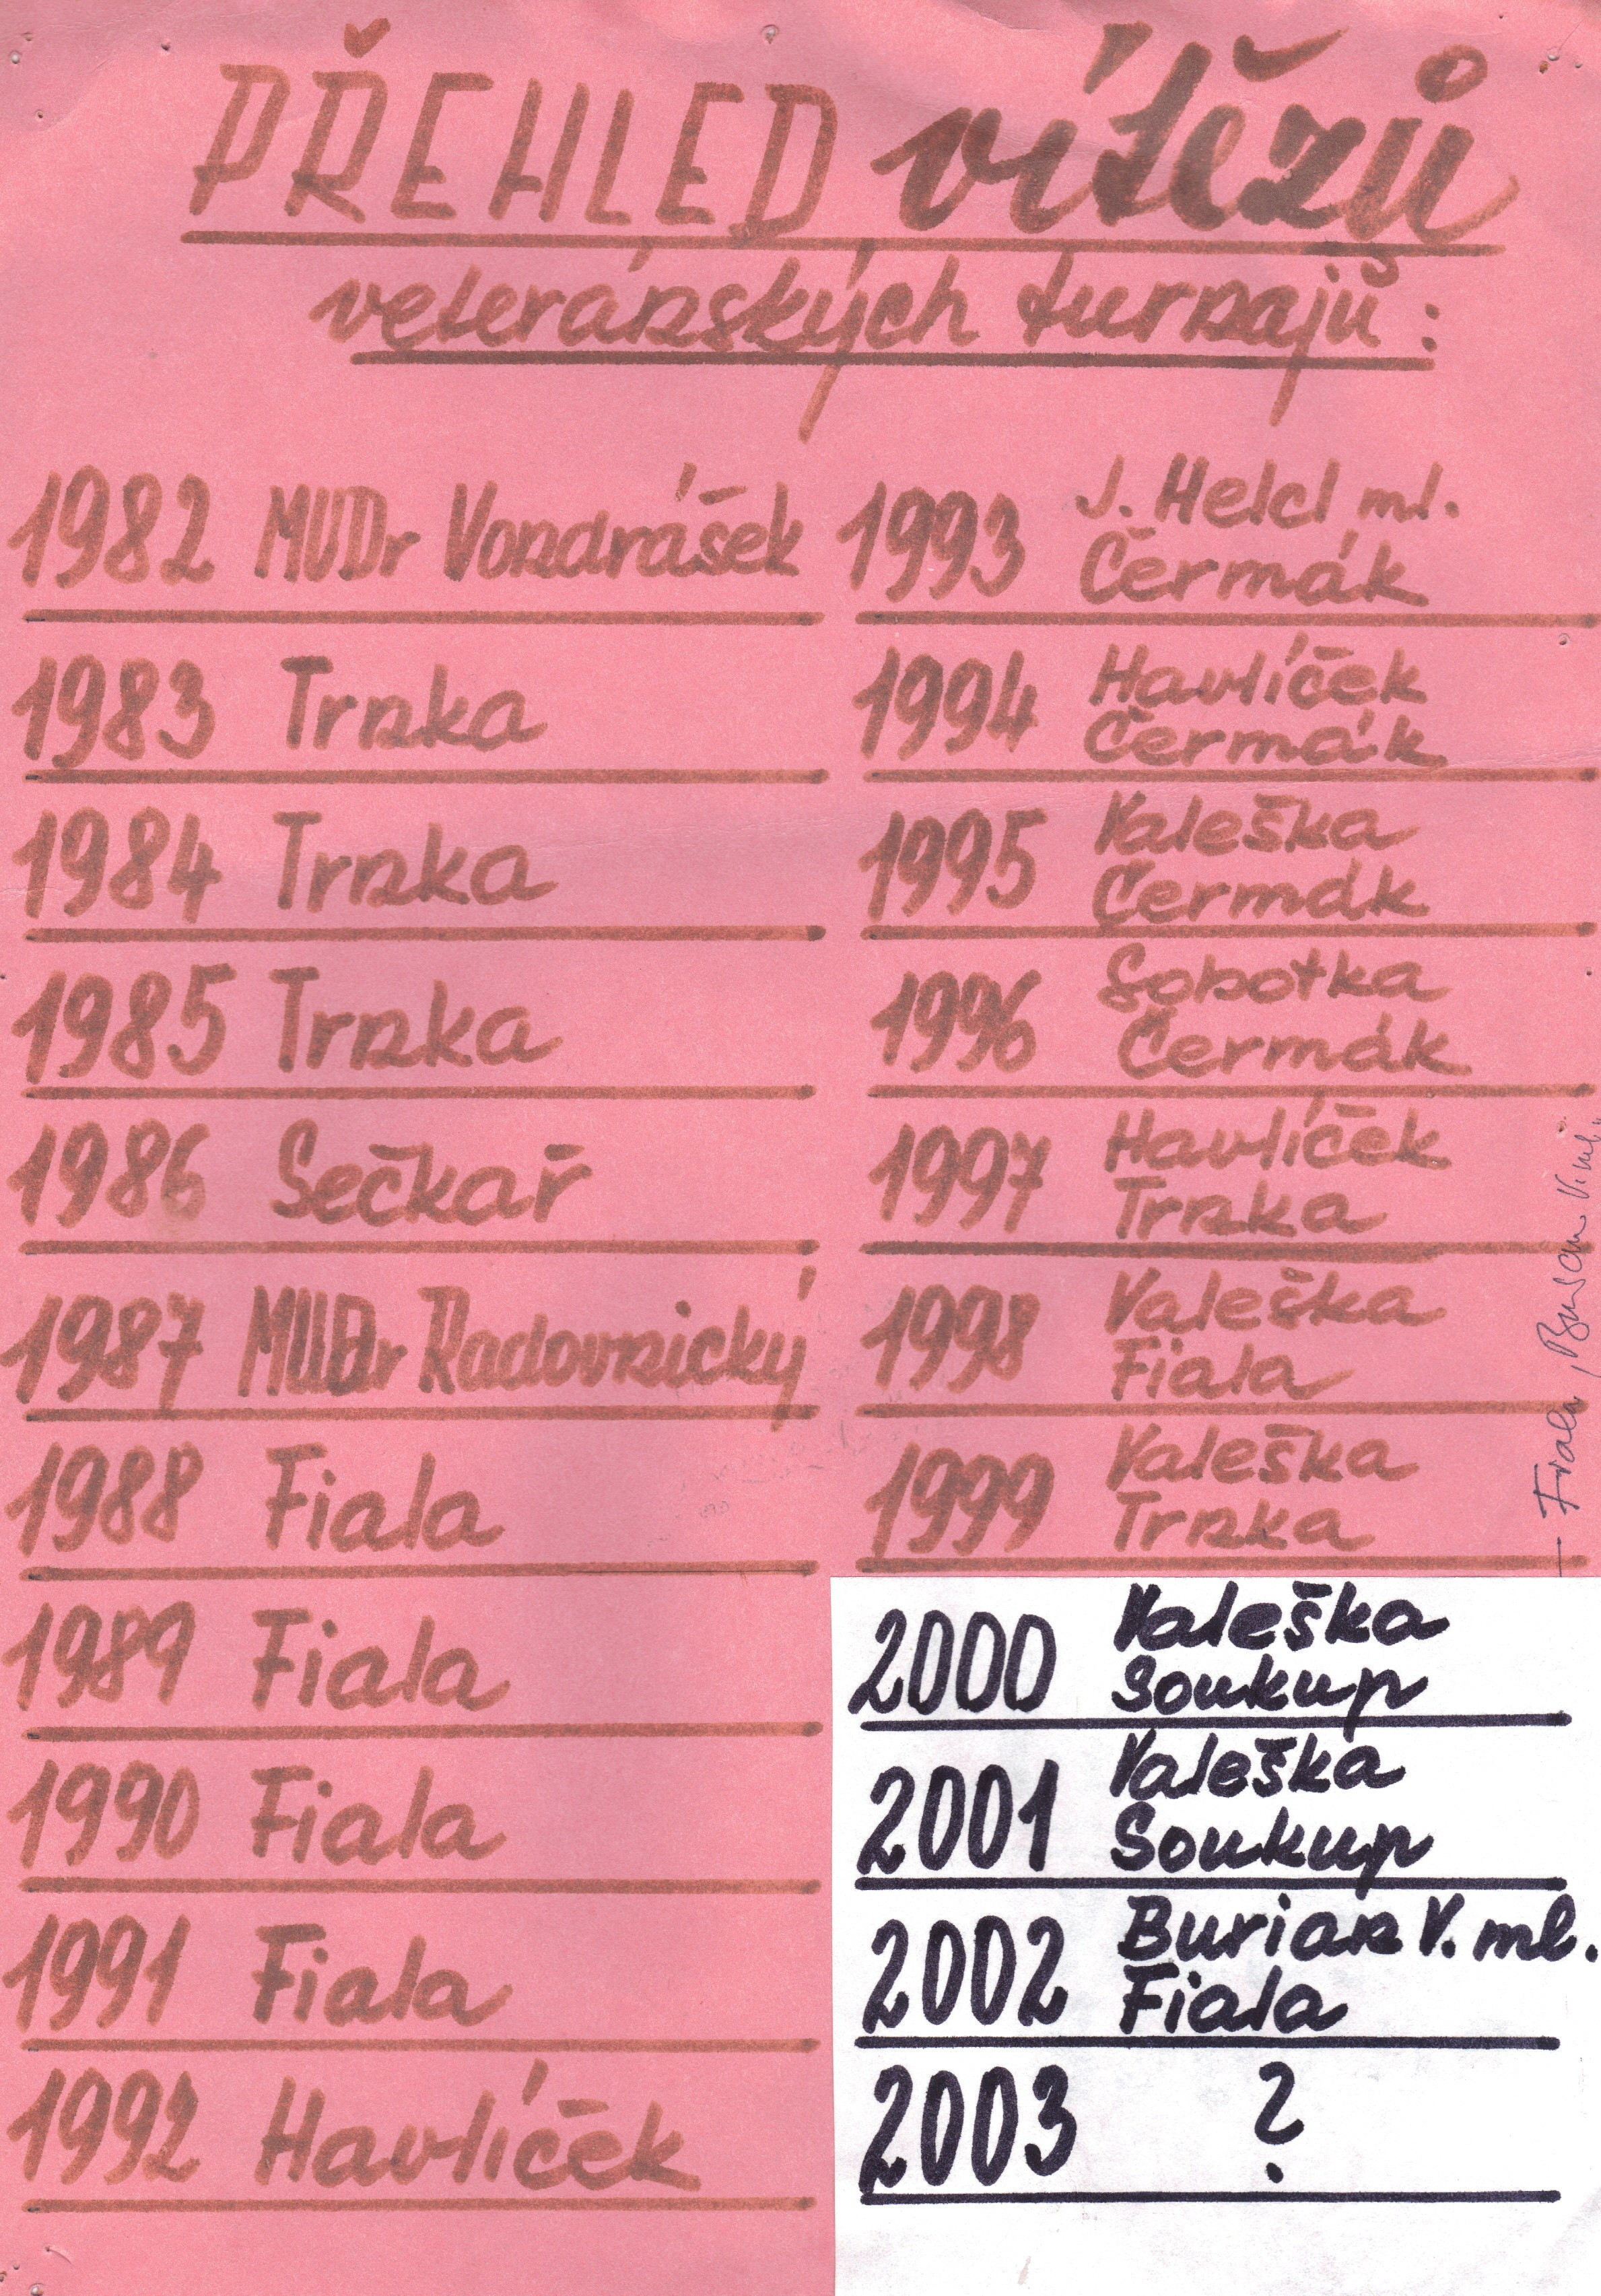 PŘEHLED vítězů
veteránských turnajů:
1982 MUDr Vondrášek
1983 Trnka
1984 Trnka
1985 Trnka
1986 Sečkař
1987 MUDr Radovnický
1988 Fiala
1989 Fiala
1990 Fiala
1991 Fiala
1992 Havlíček
1993 J. Helcl ml.
Čermák
1994 Havlíček
Čermák
1995 Valeška
Čermák
1996 Sobotka
Čermák
1997 Havlíček
Trnka
1998 Valeška
Fiala
1999 Valeška
Trnka
2000 Valeška
Soukup
2001 Valeška
Soukup
2002 Burian V. ml.
Fiala
2003 ?
— Fiala, Burian V. ml.